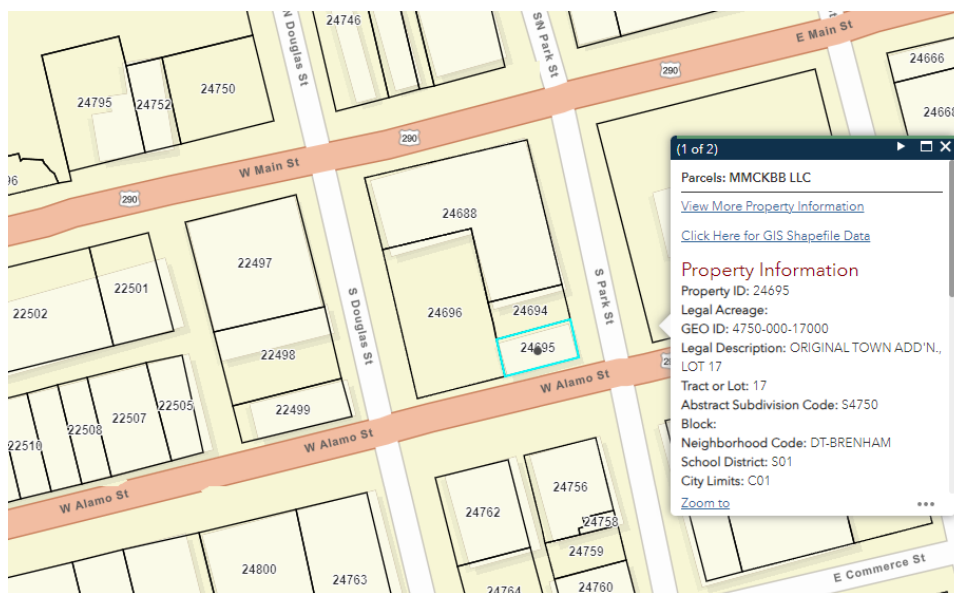 24746
N Douglas St
S
N Park St
E Main St
290
24666
24668
24750
24795
24752
290
W Main St
290
96
(1 of 2)
Parcels: MMCKBB LLC
View More Property Information
Click Here for GIS Shapefile Data
Property Information
Property ID: 24695
Legal Acreage:
GEO ID: 4750-000-17000
Legal Description: ORIGINAL TOWN ADD'N.,
LOT 17
Tract or Lot: 17
Abstract Subdivision Code: S4750
Block:
Neighborhood Code: DT-BRENHAM
School District: S01
City Limits: C01
Zoom to
24688
22497
22501
22502
S Douglas St
S Park St
24696
24694
24695
22498
W Alamo St
22499
22505
22507
22508
22510
W Alamo St
W Alamo St
24756
24762
24758
24759
24800
24763
24764
24760
E Commerce St